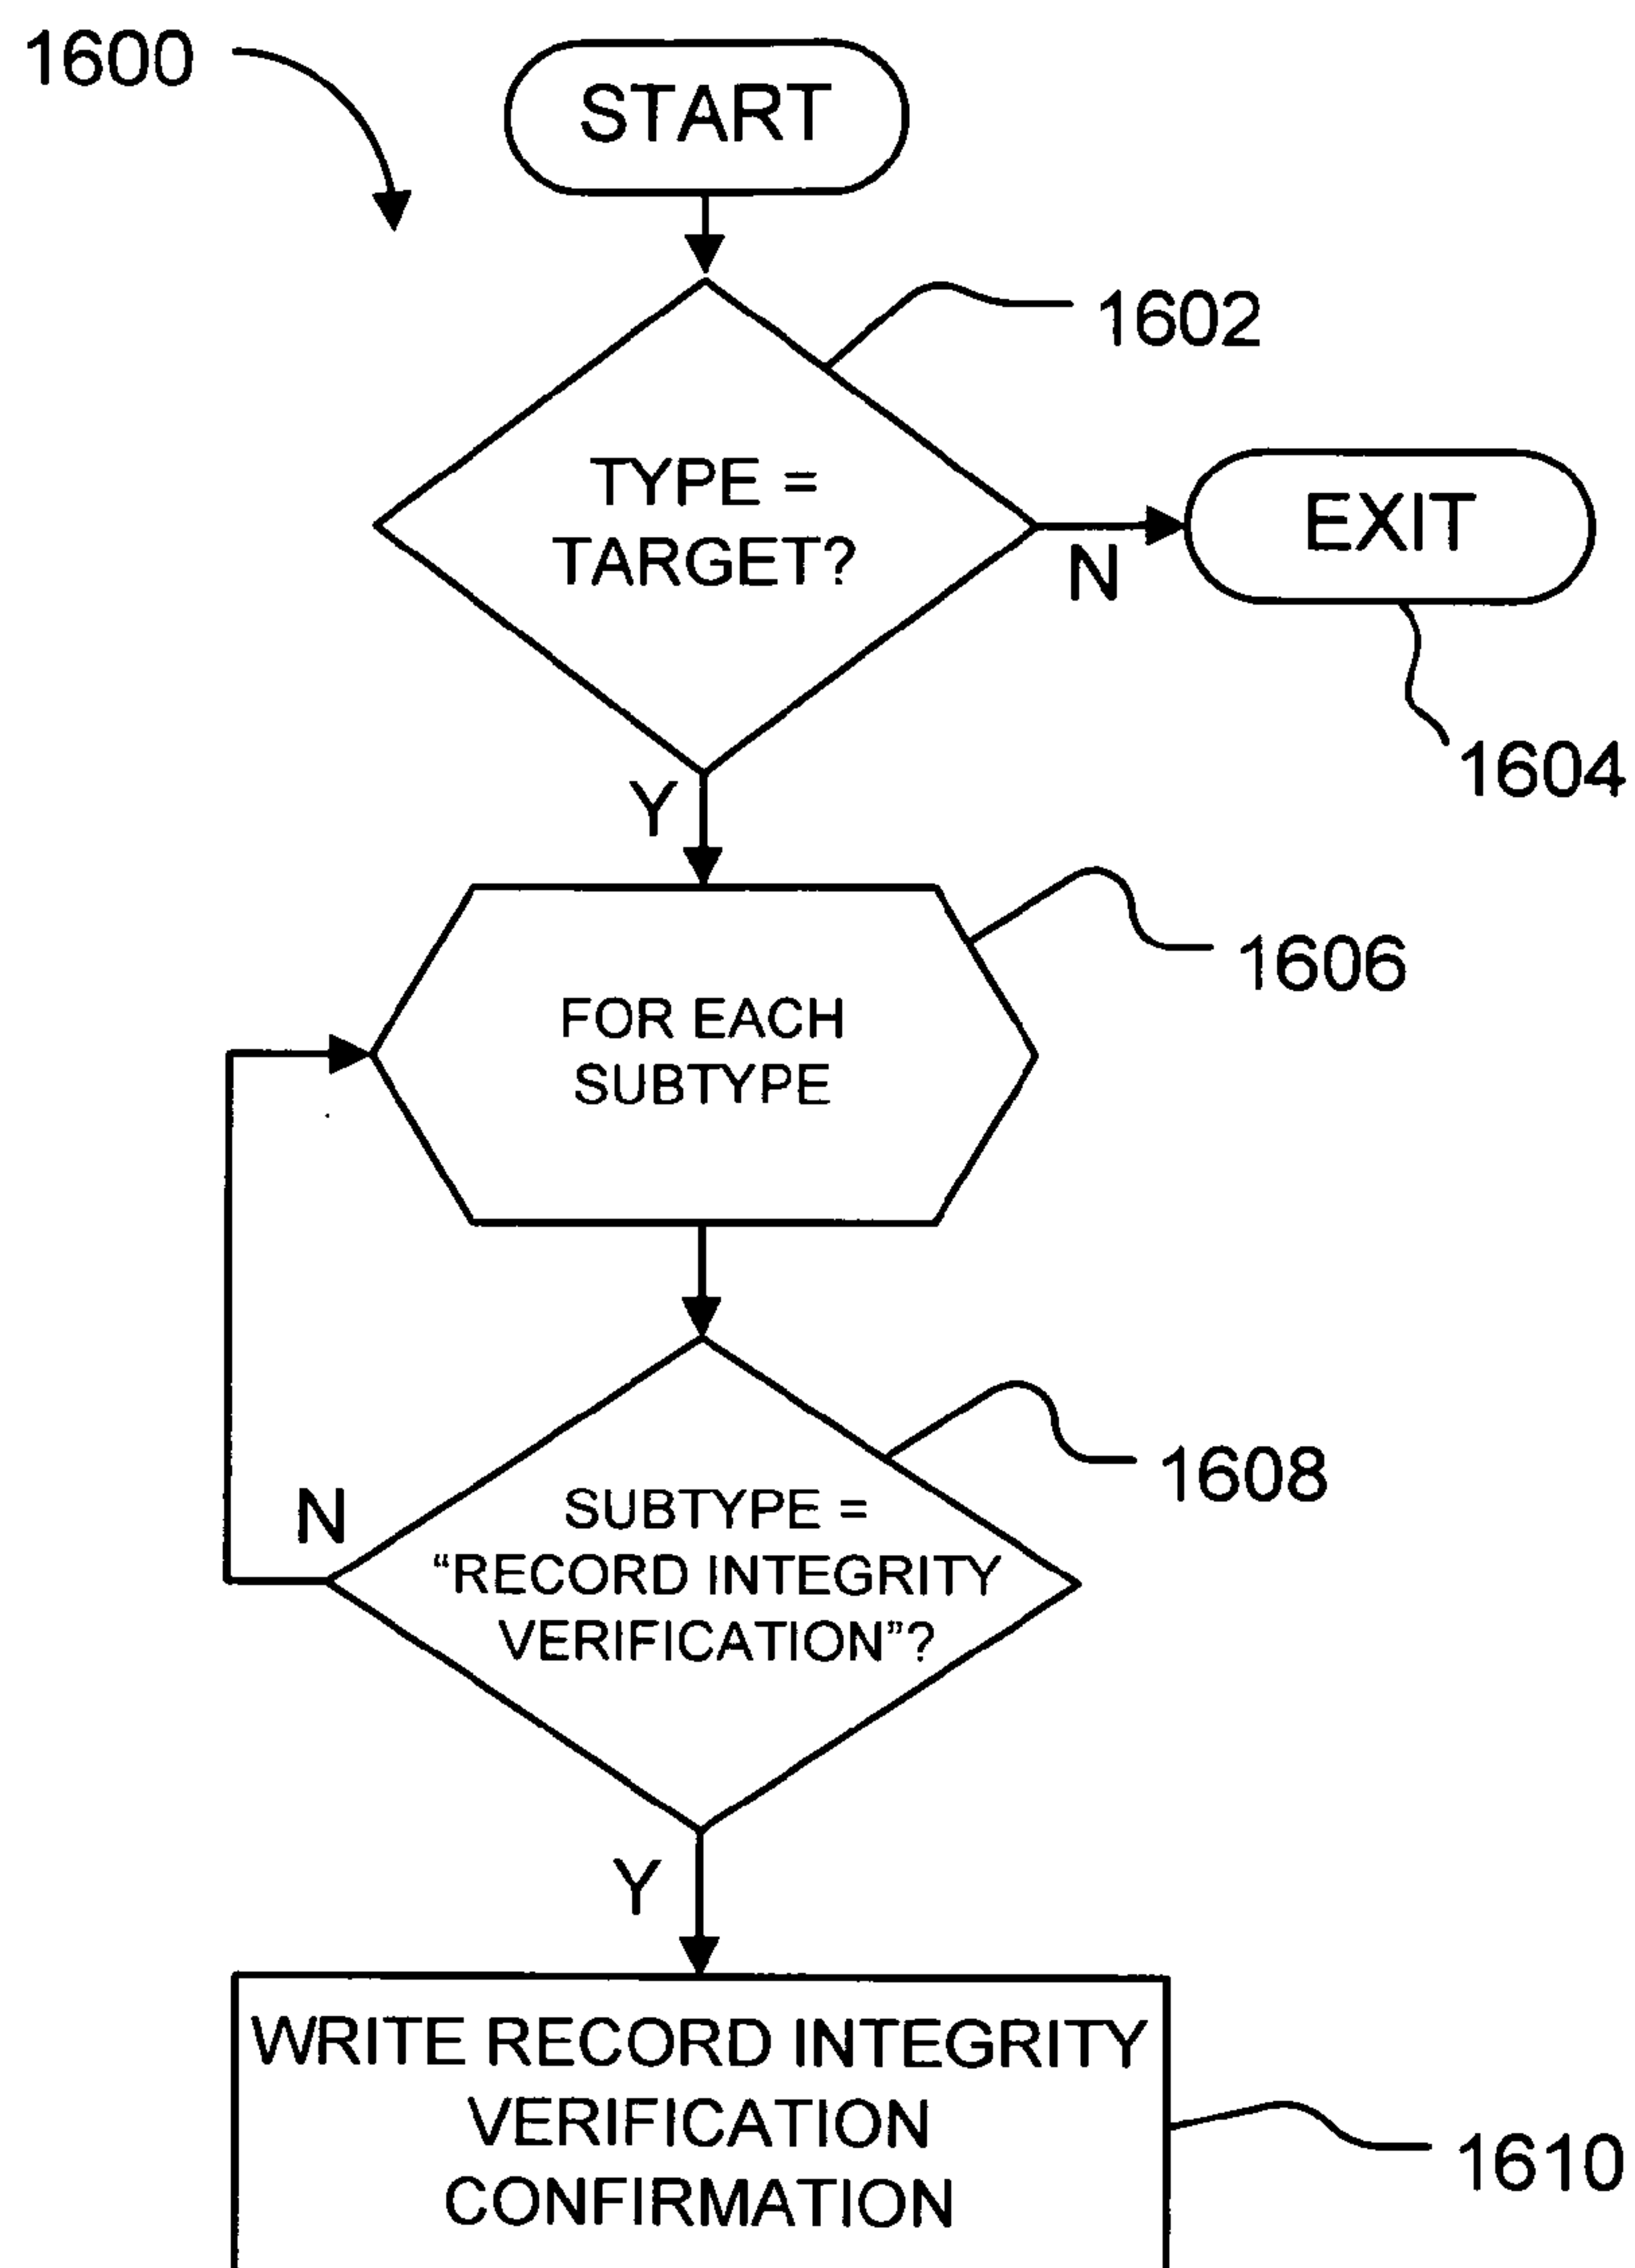 1600
START
1602
TYPE =
TARGET?
EXIT
N
1604
Y
1606
FOR EACH
SUBTYPE
1608
N
SUBTYPE =
“RECORD INTEGRITY
VERIFICATION”?
Y
WRITE RECORD INTEGRITY
VERIFICATION
CONFIRMATION
1610